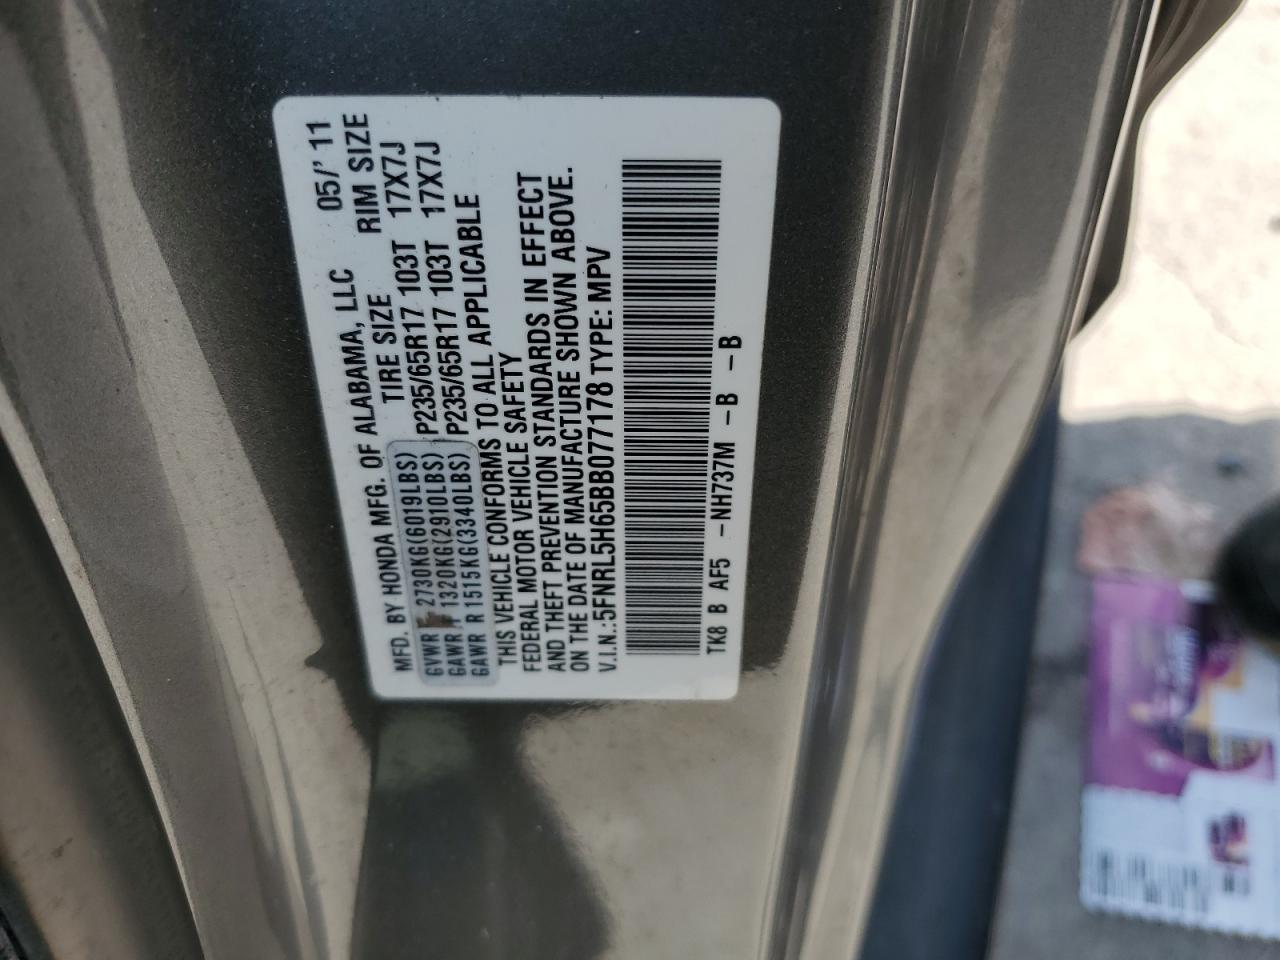 MFD. BY HONDA MFG. OF ALABAMA, LLC 05/' 11
TIRE SIZE RIM SIZE
GVWR 2730KG(6019LBS)
GAWR F 1320KG(2910LBS) P235/65R17 103T 17X7J
GAWR R 1515KG(3340LBS) P235/65R17 103T 17X7J
THIS VEHICLE CONFORMS TO ALL APPLICABLE
FEDERAL MOTOR VEHICLE SAFETY
AND THEFT PREVENTION STANDARDS IN EFFECT
ON THE DATE OF MANUFACTURE SHOWN ABOVE.
V.I.N.:5FNRL5H65BB077178 TYPE: MPV
TK8 B AF5 -NH737M -B -B